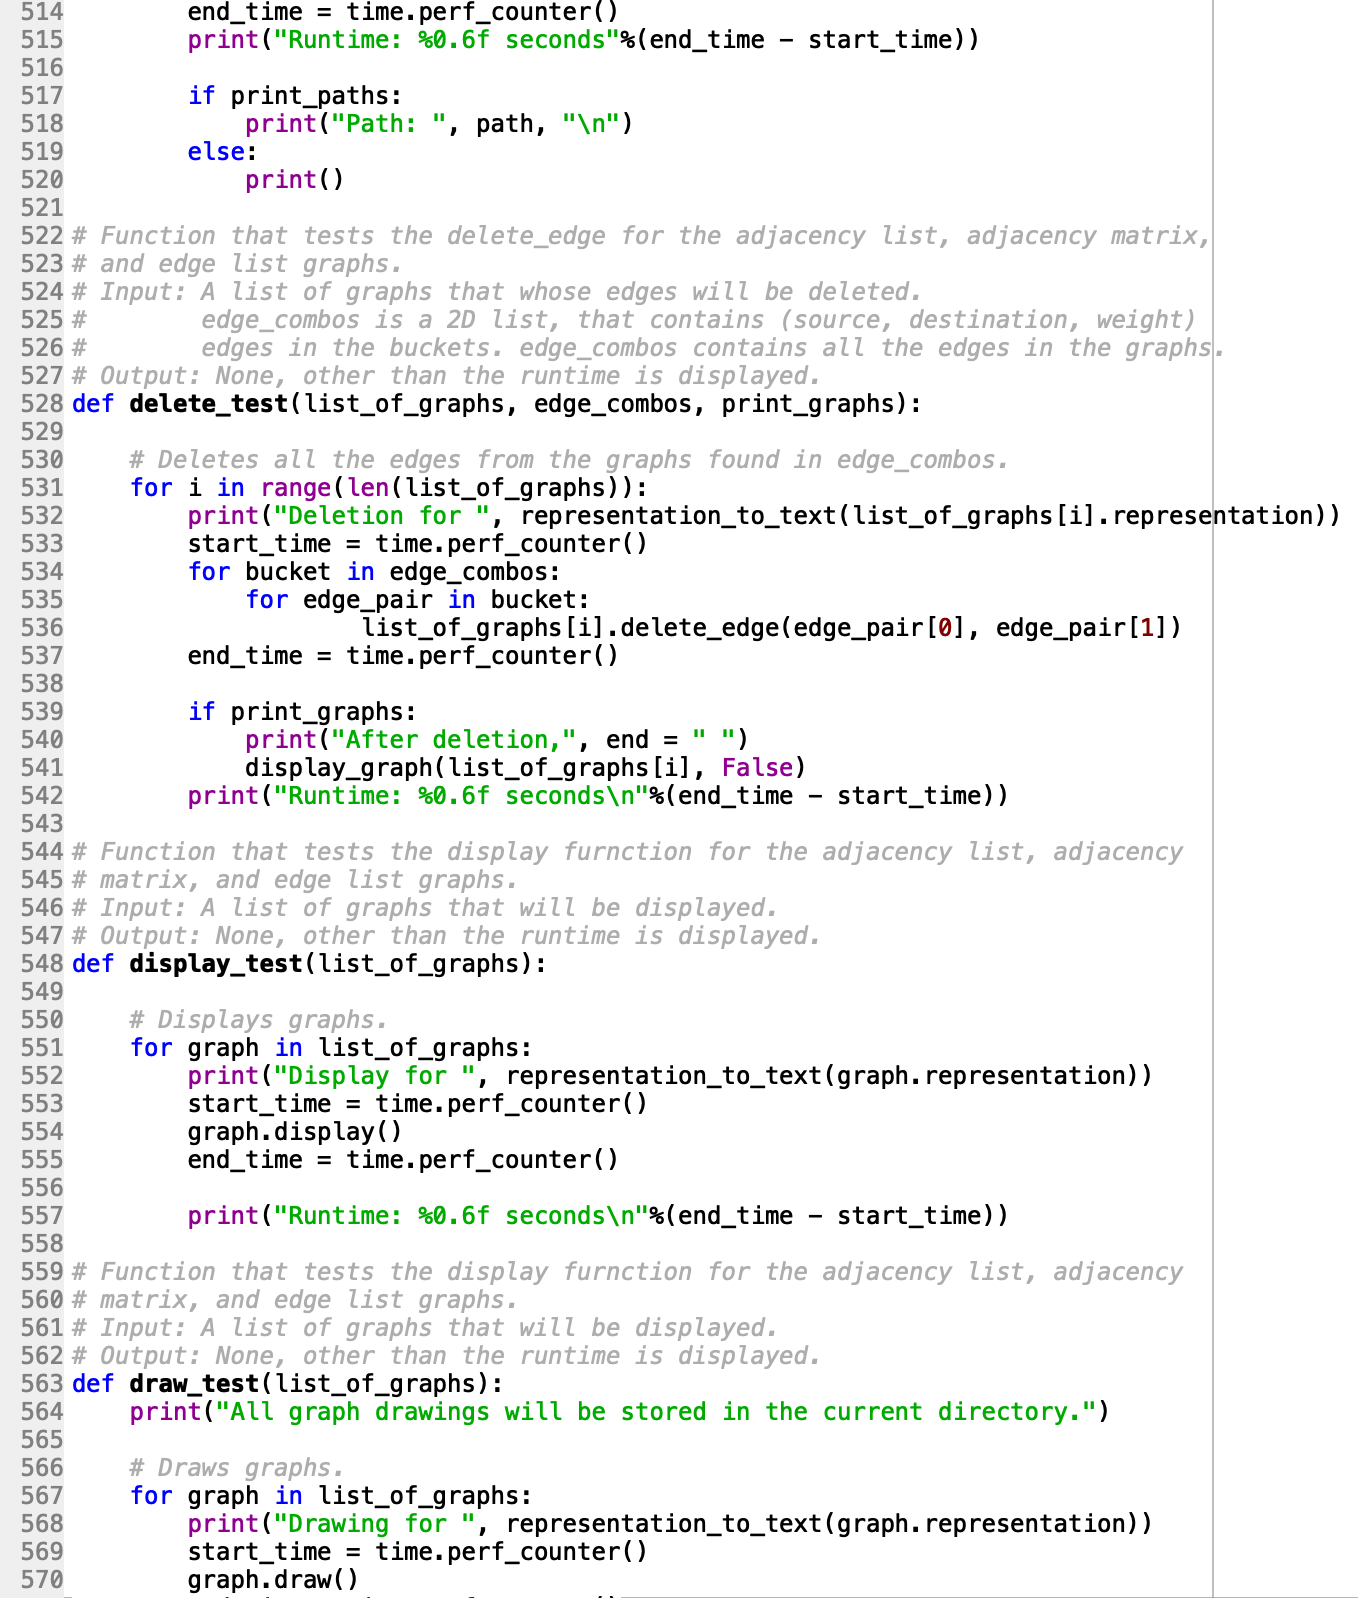 514         end_time = time.perf_counter()
515         print("Runtime: %0.6f seconds"%(end_time - start_time))
516
517         if print_paths:
518             print("Path: ", path, "\n")
519         else:
520             print()
521
522 # Function that tests the delete_edge for the adjacency list, adjacency matrix,
523 # and edge list graphs.
524 # Input: A list of graphs that whose edges will be deleted.
525 #        edge_combos is a 2D list, that contains (source, destination, weight)
526 #        edges in the buckets. edge_combos contains all the edges in the graphs.
527 # Output: None, other than the runtime is displayed.
528 def delete_test(list_of_graphs, edge_combos, print_graphs):
529
530     # Deletes all the edges from the graphs found in edge_combos.
531     for i in range(len(list_of_graphs)):
532         print("Deletion for ", representation_to_text(list_of_graphs[i].representation))
533         start_time = time.perf_counter()
534         for bucket in edge_combos:
535             for edge_pair in bucket:
536                     list_of_graphs[i].delete_edge(edge_pair[0], edge_pair[1])
537         end_time = time.perf_counter()
538
539         if print_graphs:
540             print("After deletion,", end = " ")
541             display_graph(list_of_graphs[i], False)
542         print("Runtime: %0.6f seconds\n"%(end_time - start_time))
543
544 # Function that tests the display furnction for the adjacency list, adjacency
545 # matrix, and edge list graphs.
546 # Input: A list of graphs that will be displayed.
547 # Output: None, other than the runtime is displayed.
548 def display_test(list_of_graphs):
549
550     # Displays graphs.
551     for graph in list_of_graphs:
552         print("Display for ", representation_to_text(graph.representation))
553         start_time = time.perf_counter()
554         graph.display()
555         end_time = time.perf_counter()
556
557         print("Runtime: %0.6f seconds\n"%(end_time - start_time))
558
559 # Function that tests the display furnction for the adjacency list, adjacency
560 # matrix, and edge list graphs.
561 # Input: A list of graphs that will be displayed.
562 # Output: None, other than the runtime is displayed.
563 def draw_test(list_of_graphs):
564     print("All graph drawings will be stored in the current directory.")
565
566     # Draws graphs.
567     for graph in list_of_graphs:
568         print("Drawing for ", representation_to_text(graph.representation))
569         start_time = time.perf_counter()
570         graph.draw()